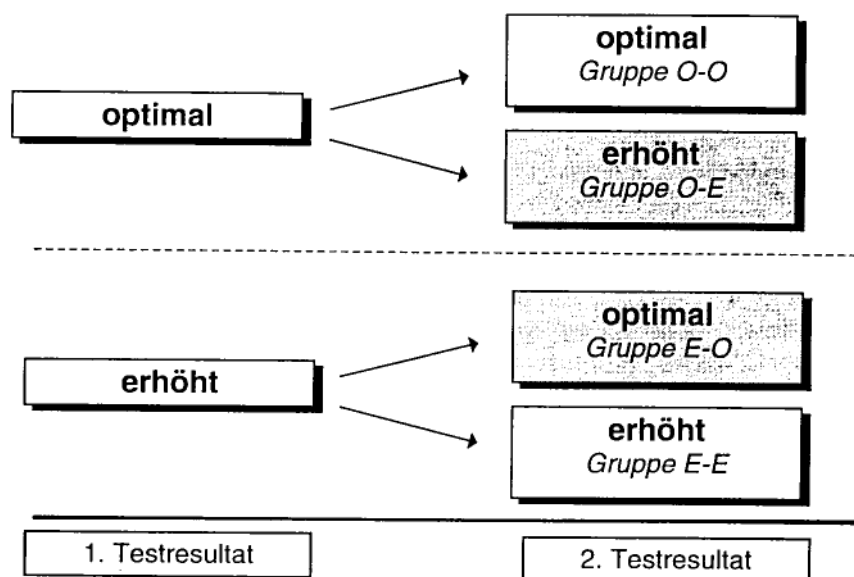 optimal
optimal
Gruppe O-O
erhöht
Gruppe O-E
erhöht
optimal
Gruppe E-O
erhöht
Gruppe E-E
1. Testresultat
2. Testresultat